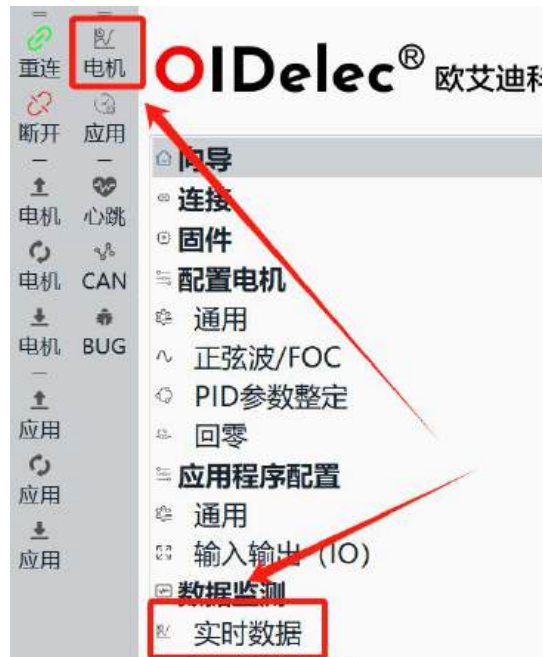 重连
电机
断开
应用
电机
心跳
电机
CAN
电机
BUG
应用
应用
应用
OIDelec® 欧艾迪科
向导
连接
固件
配置电机
通用
正弦波/FOC
PID参数整定
回零
应用程序配置
通用
输入输出 (IO)
数据监测
实时数据